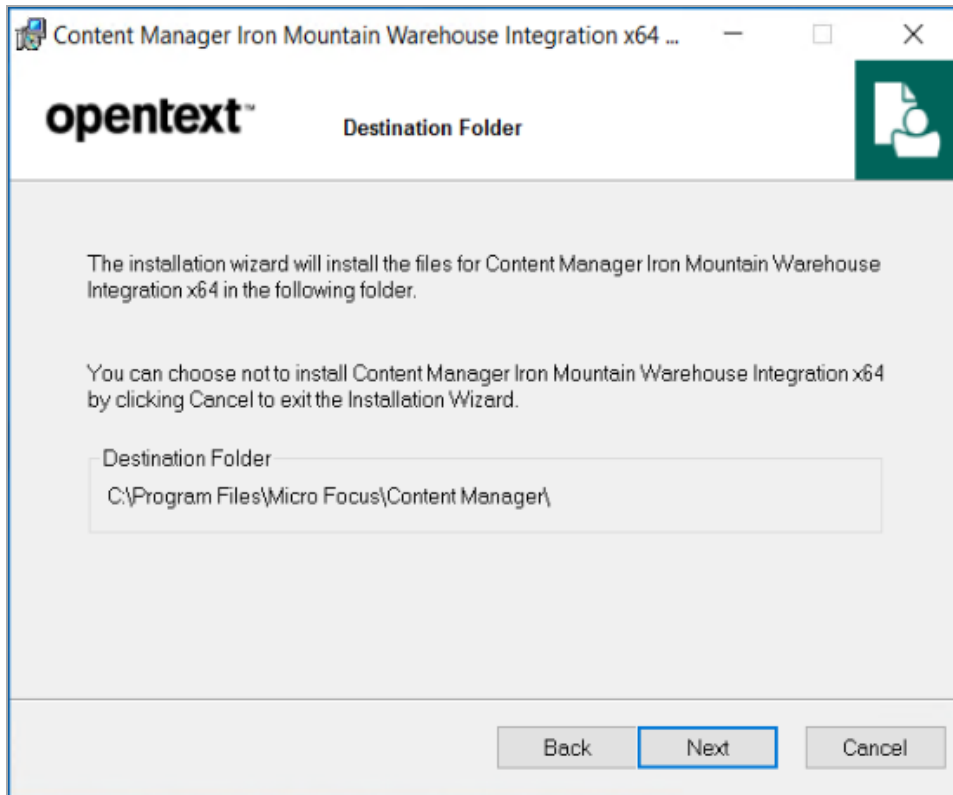 Content Manager Iron Mountain Warehouse Integration x64 ...
opentext™
Destination Folder
The installation wizard will install the files for Content Manager Iron Mountain Warehouse
Integration x64 in the following folder.
You can choose not to install Content Manager Iron Mountain Warehouse Integration x64
by clicking Cancel to exit the Installation Wizard.
Destination Folder
C:\Program Files\Micro Focus\Content Manager\
Back
Next
Cancel